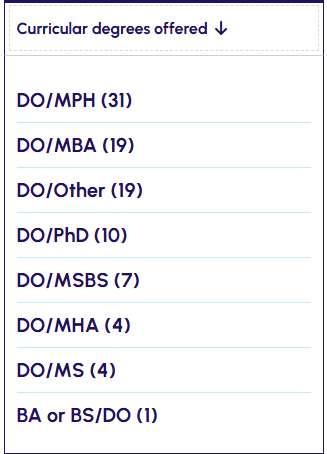 Curricular degrees offered ↓
DO/MPH (31)
DO/MBA (19)
DO/Other (19)
DO/PhD (10)
DO/MSBS (7)
DO/MHA (4)
DO/MS (4)
BA or BS/DO (1)